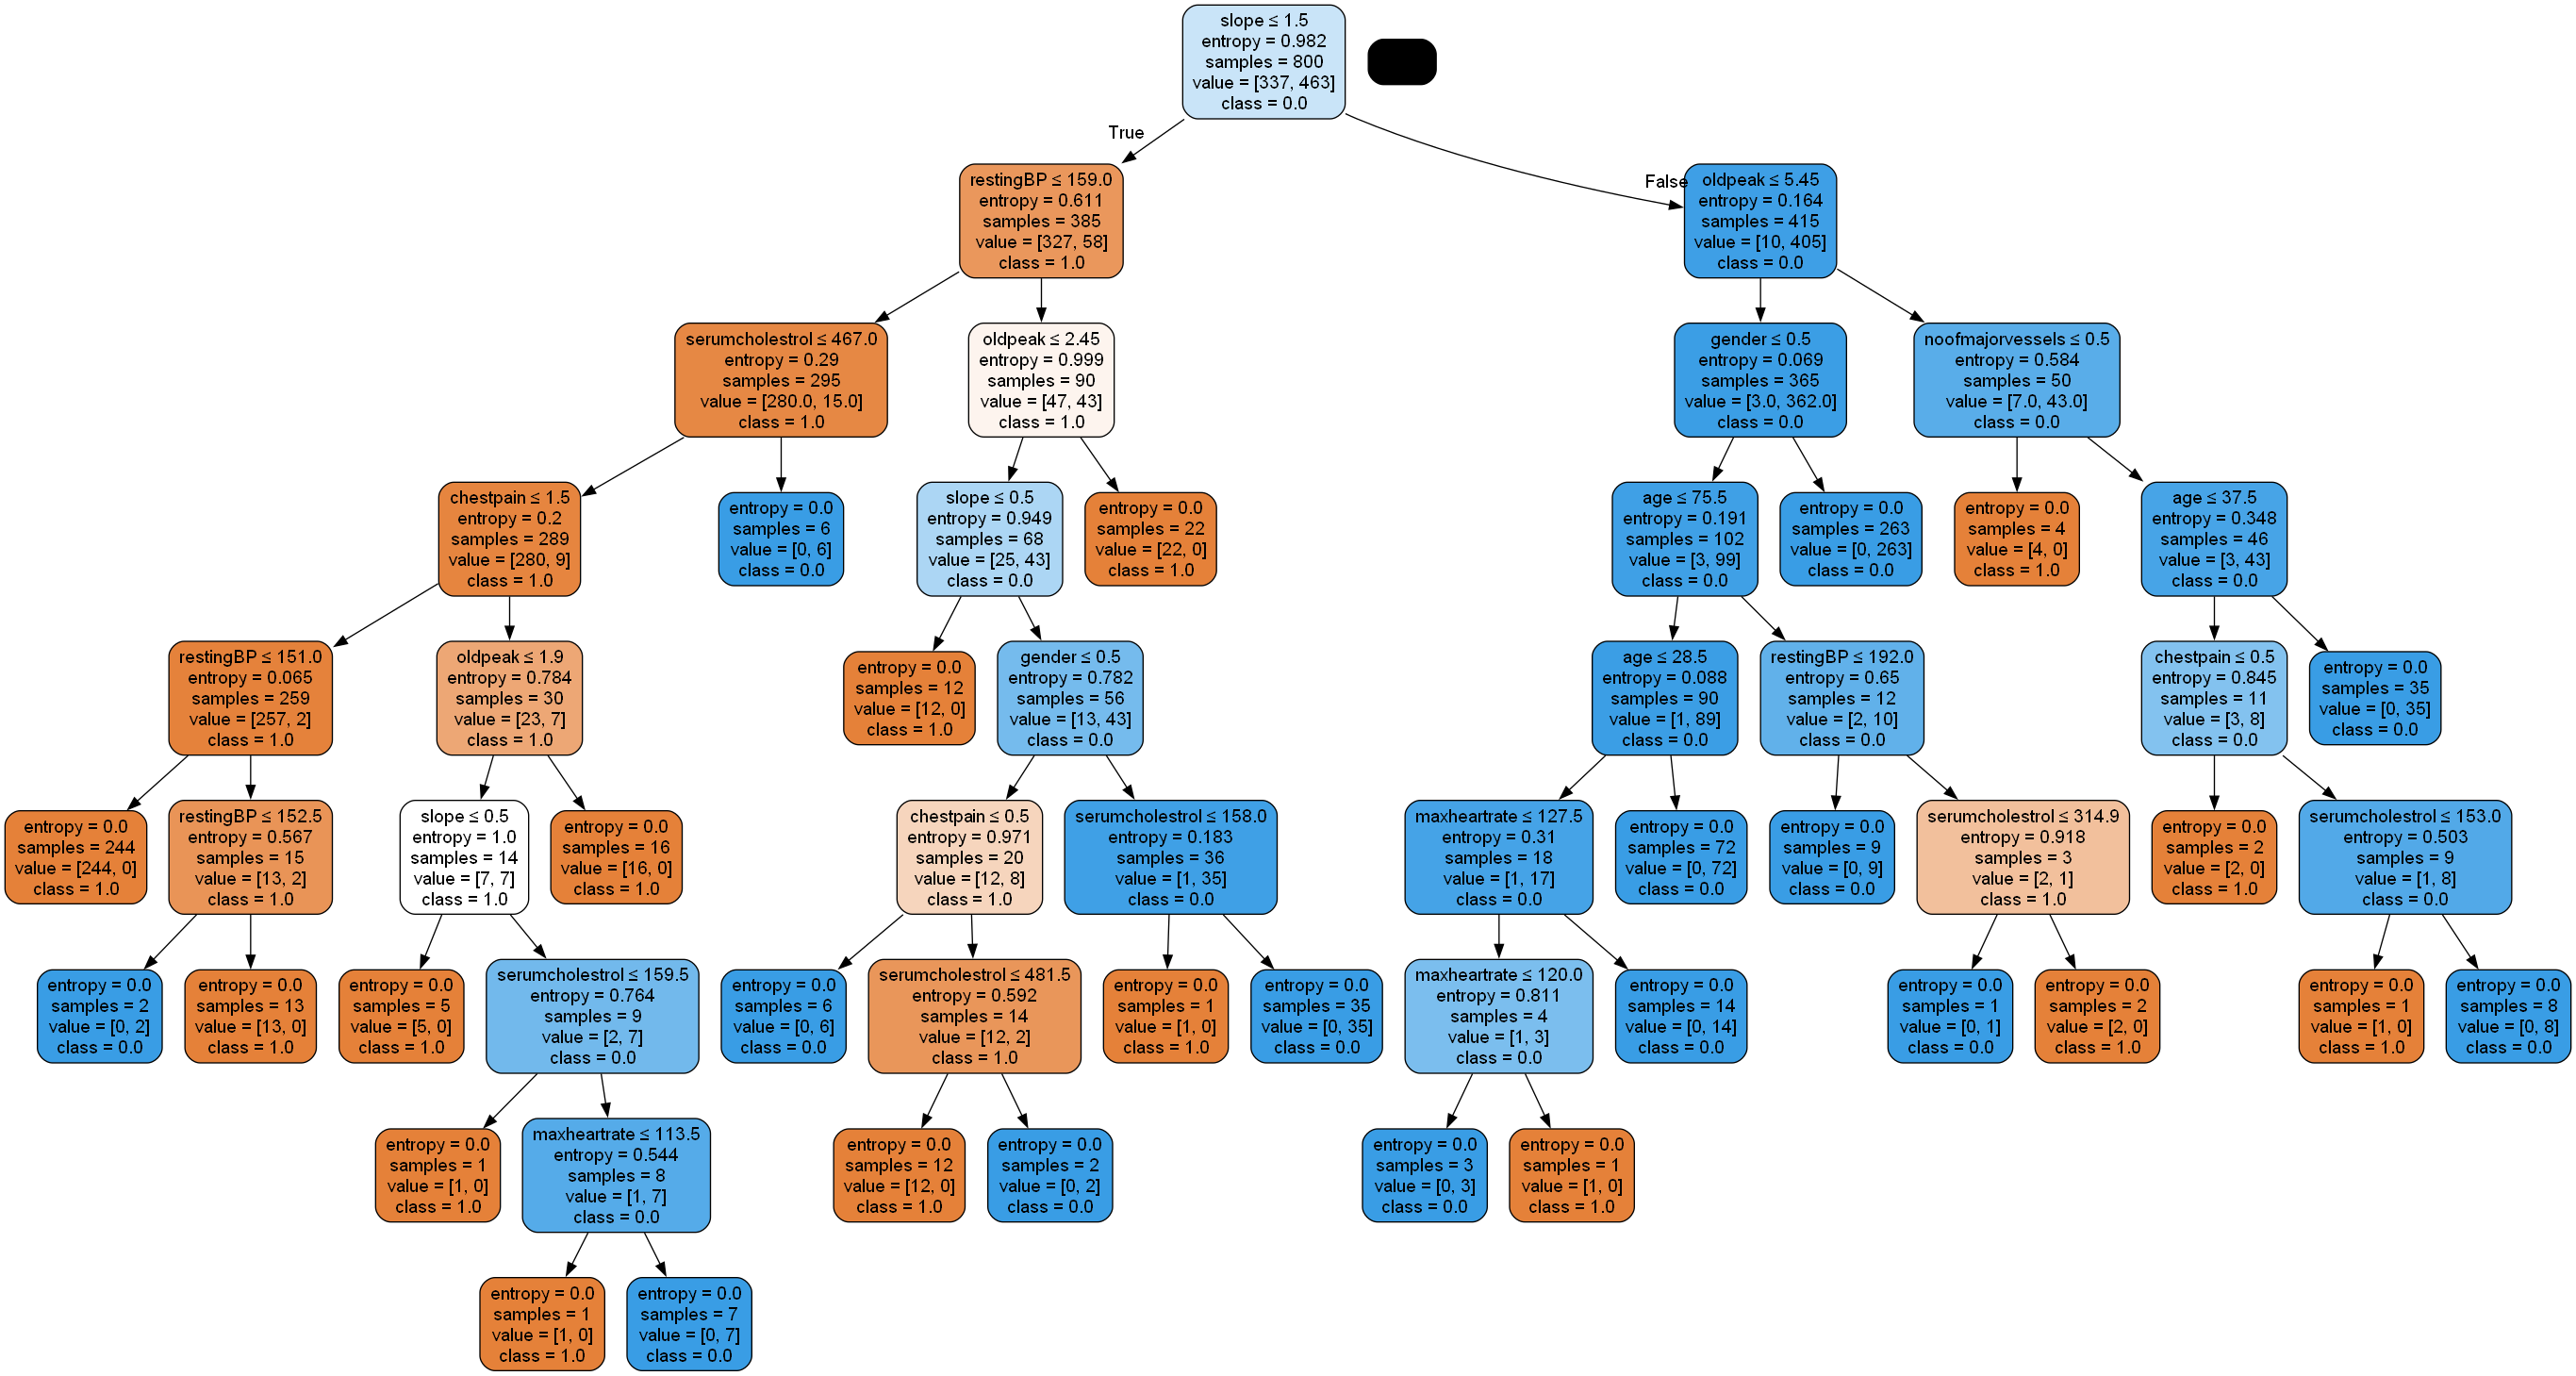 slope ≤ 1.5
entropy = 0.982
samples = 800
value = [337, 463]
class = 0.0
True
False
restingBP ≤ 159.0
entropy = 0.611
samples = 385
value = [327, 58]
class = 1.0
oldpeak ≤ 5.45
entropy = 0.164
samples = 415
value = [10, 405]
class = 0.0
serumcholestrol ≤ 467.0
entropy = 0.29
samples = 295
value = [280.0, 15.0]
class = 1.0
oldpeak ≤ 2.45
entropy = 0.999
samples = 90
value = [47, 43]
class = 1.0
gender ≤ 0.5
entropy = 0.069
samples = 365
value = [3.0, 362.0]
class = 0.0
noofmajorvessels ≤ 0.5
entropy = 0.584
samples = 50
value = [7.0, 43.0]
class = 0.0
chestpain ≤ 1.5
entropy = 0.2
samples = 289
value = [280, 9]
class = 1.0
entropy = 0.0
samples = 6
value = [0, 6]
class = 0.0
slope ≤ 0.5
entropy = 0.949
samples = 68
value = [25, 43]
class = 0.0
entropy = 0.0
samples = 22
value = [22, 0]
class = 1.0
age ≤ 75.5
entropy = 0.191
samples = 102
value = [3, 99]
class = 0.0
entropy = 0.0
samples = 263
value = [0, 263]
class = 0.0
entropy = 0.0
samples = 4
value = [4, 0]
class = 1.0
age ≤ 37.5
entropy = 0.348
samples = 46
value = [3, 43]
class = 0.0
restingBP ≤ 151.0
entropy = 0.065
samples = 259
value = [257, 2]
class = 1.0
oldpeak ≤ 1.9
entropy = 0.784
samples = 30
value = [23, 7]
class = 1.0
entropy = 0.0
samples = 12
value = [12, 0]
class = 1.0
gender ≤ 0.5
entropy = 0.782
samples = 56
value = [13, 43]
class = 0.0
age ≤ 28.5
entropy = 0.088
samples = 90
value = [1, 89]
class = 0.0
restingBP ≤ 192.0
entropy = 0.65
samples = 12
value = [2, 10]
class = 0.0
chestpain ≤ 0.5
entropy = 0.845
samples = 11
value = [3, 8]
class = 0.0
entropy = 0.0
samples = 35
value = [0, 35]
class = 0.0
entropy = 0.0
samples = 244
value = [244, 0]
class = 1.0
restingBP ≤ 152.5
entropy = 0.567
samples = 15
value = [13, 2]
class = 1.0
slope ≤ 0.5
entropy = 1.0
samples = 14
value = [7, 7]
class = 1.0
entropy = 0.0
samples = 16
value = [16, 0]
class = 1.0
chestpain ≤ 0.5
entropy = 0.971
samples = 20
value = [12, 8]
class = 1.0
serumcholestrol ≤ 158.0
entropy = 0.183
samples = 36
value = [1, 35]
class = 0.0
maxheartrate ≤ 127.5
entropy = 0.31
samples = 18
value = [1, 17]
class = 0.0
entropy = 0.0
samples = 72
value = [0, 72]
class = 0.0
entropy = 0.0
samples = 9
value = [0, 9]
class = 0.0
serumcholestrol ≤ 314.9
entropy = 0.918
samples = 3
value = [2, 1]
class = 1.0
entropy = 0.0
samples = 2
value = [2, 0]
class = 1.0
serumcholestrol ≤ 153.0
entropy = 0.503
samples = 9
value = [1, 8]
class = 0.0
entropy = 0.0
samples = 2
value = [0, 2]
class = 0.0
entropy = 0.0
samples = 13
value = [13, 0]
class = 1.0
entropy = 0.0
samples = 5
value = [5, 0]
class = 1.0
serumcholestrol ≤ 159.5
entropy = 0.764
samples = 9
value = [2, 7]
class = 0.0
entropy = 0.0
samples = 6
value = [0, 6]
class = 0.0
serumcholestrol ≤ 481.5
entropy = 0.592
samples = 14
value = [12, 2]
class = 1.0
entropy = 0.0
samples = 1
value = [1, 0]
class = 1.0
entropy = 0.0
samples = 35
value = [0, 35]
class = 0.0
maxheartrate ≤ 120.0
entropy = 0.811
samples = 4
value = [1, 3]
class = 0.0
entropy = 0.0
samples = 14
value = [0, 14]
class = 0.0
entropy = 0.0
samples = 1
value = [0, 1]
class = 0.0
entropy = 0.0
samples = 2
value = [2, 0]
class = 1.0
entropy = 0.0
samples = 1
value = [1, 0]
class = 1.0
entropy = 0.0
samples = 8
value = [0, 8]
class = 0.0
entropy = 0.0
samples = 1
value = [1, 0]
class = 1.0
maxheartrate ≤ 113.5
entropy = 0.544
samples = 8
value = [1, 7]
class = 0.0
entropy = 0.0
samples = 12
value = [12, 0]
class = 1.0
entropy = 0.0
samples = 2
value = [0, 2]
class = 0.0
entropy = 0.0
samples = 3
value = [0, 3]
class = 0.0
entropy = 0.0
samples = 1
value = [1, 0]
class = 1.0
entropy = 0.0
samples = 1
value = [1, 0]
class = 1.0
entropy = 0.0
samples = 7
value = [0, 7]
class = 0.0